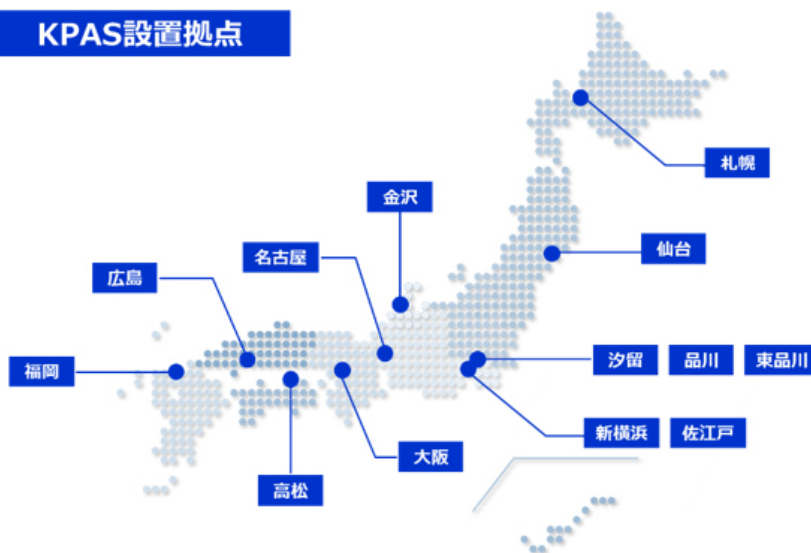 KPAS設置拠点
札幌
金沢
仙台
名古屋
広島
汐留 品川 東品川
福岡
新横浜 佐江戸
大阪
高松